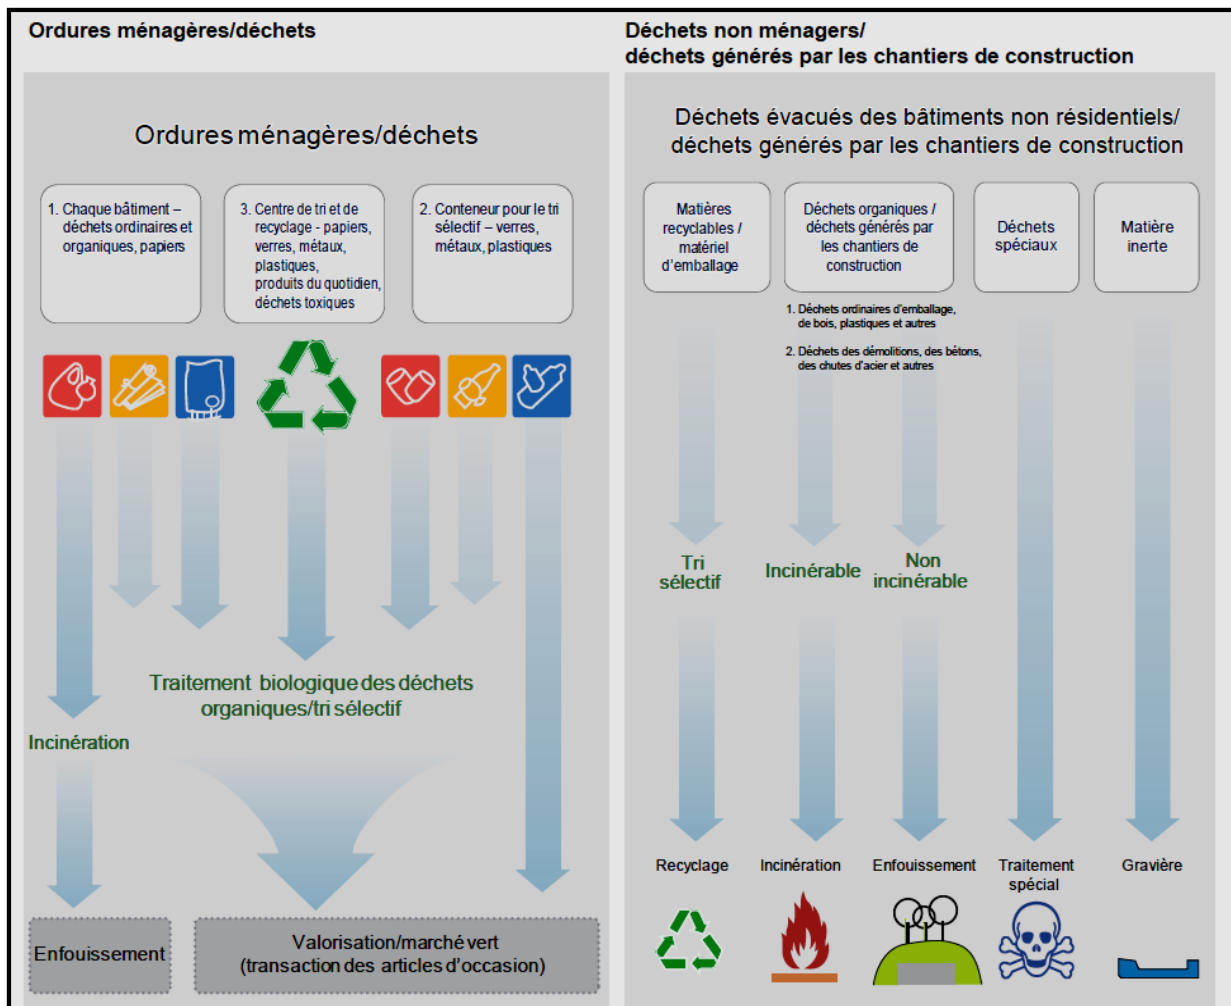 Ordures ménagères/déchets
Ordures ménagères/déchets
1. Chaque bâtiment –
déchets ordinaires et
organiques, papiers
3. Centre de tri et de
recyclage - papiers,
verres, métaux,
plastiques,
produits du quotidien,
déchets toxiques
2. Conteneur pour le tri
sélectif – verres,
métaux, plastiques
Traitement biologique des déchets
organiques/tri sélectif
Incinération
Enfouissement
Valorisation/marché vert
(transaction des articles d'occasion)
Déchets non ménagers/
déchets générés par les chantiers de construction
Déchets évacués des bâtiments non résidentiels/
déchets générés par les chantiers de construction
Matières
recyclables /
matériel
d'emballage
Déchets organiques /
déchets générés par
les chantiers de
construction
Déchets
spéciaux
Matière
inerte
1. Déchets ordinaires d'emballage,
de bois, plastiques et autres
2. Déchets des démolitions, des bétons,
des chutes d'acier et autres
Tri
sélectif
Incinérable
Non
incinérable
Recyclage
Incinération
Enfouissement
Traitement
spécial
Gravière